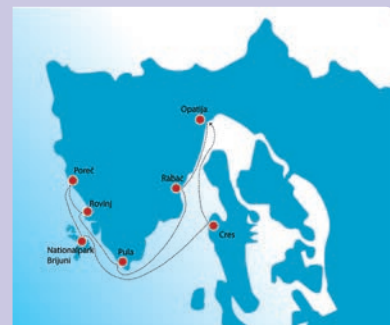 Opatija
Poreč
Rabac
Rovinj
Cres
Nationalpark
Brijuni
Pula